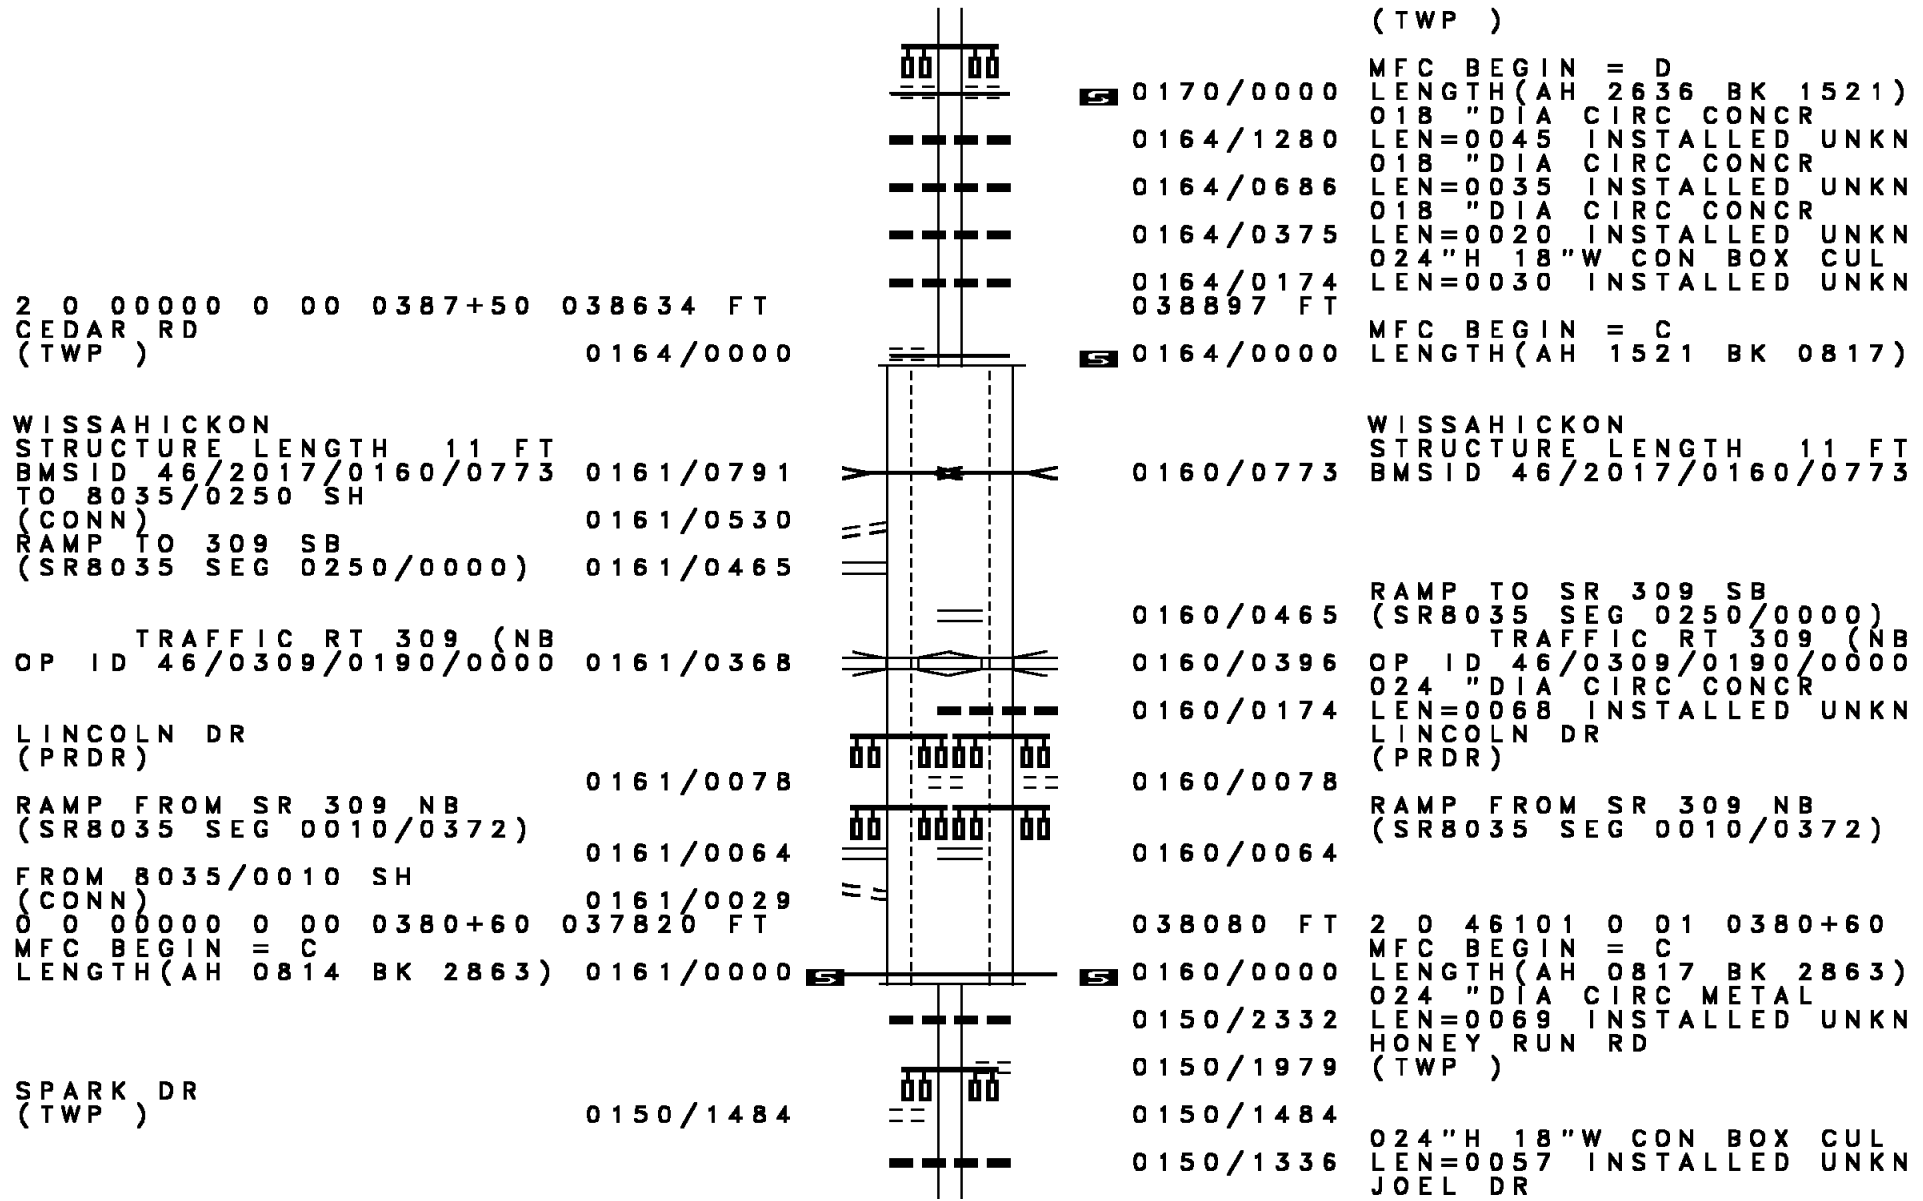 (TWP )
MFC BEGIN = D
0170/0000 LENGTH(AH 2636 BK 1521)
018 "DIA CIRC CONCR
0164/1280 LEN=0045 INSTALLED UNKN
018 "DIA CIRC CONCR
0164/0686 LEN=0035 INSTALLED UNKN
018 "DIA CIRC CONCR
0164/0375 LEN=0020 INSTALLED UNKN
024"H 18"W CON BOX CUL
0164/0174 LEN=0030 INSTALLED UNKN
2 0 00000 0 00 0387+50 038634 FT 038897 FT
CEDAR RD MFC BEGIN = C
(TWP ) 0164/0000 S 0164/0000 LENGTH(AH 1521 BK 0817)
WISSAHICKON WISSAHICKON
STRUCTURE LENGTH 11 FT STRUCTURE LENGTH 11 FT
BMSID 46/2017/0160/0773 0161/0791 0160/0773 BMSID 46/2017/0160/0773
TO 8035/0250 SH
(CONN) 0161/0530
RAMP TO 309 SB
(SR8035 SEG 0250/0000) 0161/0465
RAMP TO SR 309 SB
0160/0465 (SR8035 SEG 0250/0000)
TRAFFIC RT 309 (NB TRAFFIC RT 309 (NB
OP ID 46/0309/0190/0000 0161/0368 0160/0396 OP ID 46/0309/0190/0000
024 "DIA CIRC CONCR
0160/0174 LEN=0068 INSTALLED UNKN
LINCOLN DR LINCOLN DR
(PRDR) (PRDR)
0161/0078 0160/0078
RAMP FROM SR 309 NB RAMP FROM SR 309 NB
(SR8035 SEG 0010/0372) (SR8035 SEG 0010/0372)
0161/0064 0160/0064
FROM 8035/0010 SH
(CONN) 0161/0029
0 0 00000 0 00 0380+60 037820 FT 038080 FT 2 0 46101 0 01 0380+60
MFC BEGIN = C MFC BEGIN = C
LENGTH(AH 0814 BK 2863) 0161/0000 S S 0160/0000 LENGTH(AH 0817 BK 2863)
024 "DIA CIRC METAL
0150/2332 LEN=0069 INSTALLED UNKN
HONEY RUN RD
0150/1979 (TWP )
SPARK DR
(TWP ) 0150/1484 0150/1484
024"H 18"W CON BOX CUL
0150/1336 LEN=0057 INSTALLED UNKN
JOEL DR